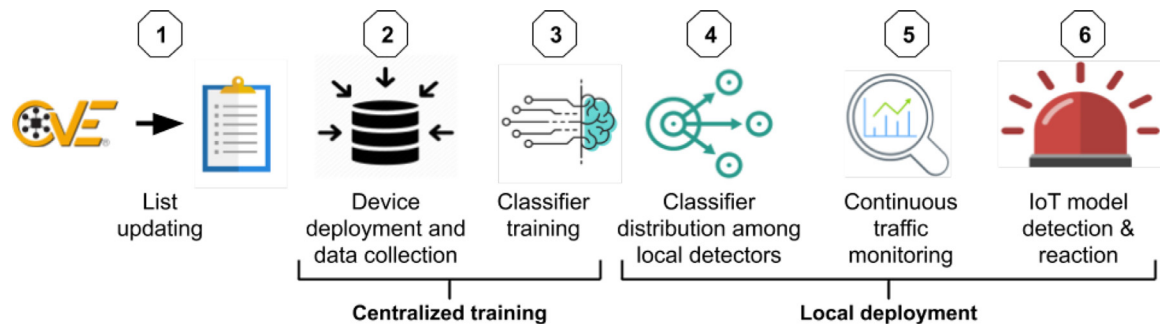 1
2
3
4
5
6
CVE®
List
updating
Device
deployment and
data collection
Classifier
training
Classifier
distribution among
local detectors
Continuous
traffic
monitoring
IoT model
detection &
reaction
Centralized training
Local deployment